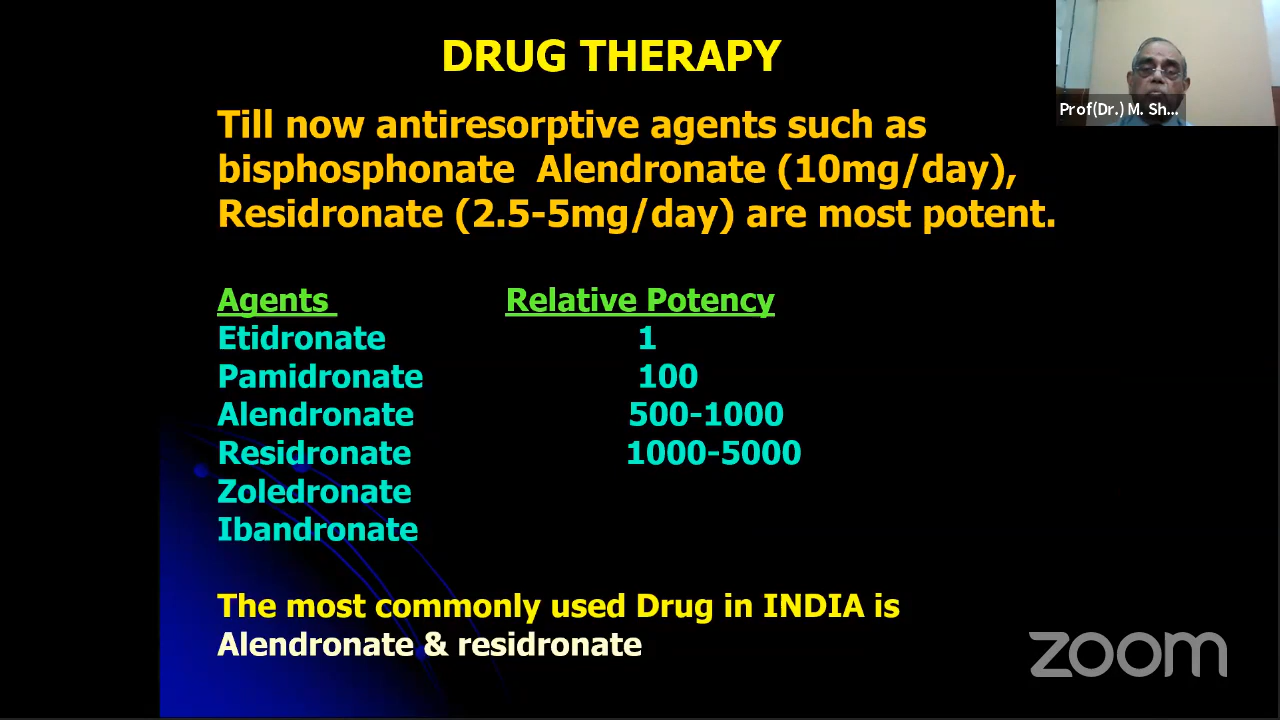 DRUG THERAPY
Prof(Dr.) M. Sh...
Till now antiresorptive agents such as
bisphosphonate Alendronate (10mg/day),
Residronate (2.5-5mg/day) are most potent.
Agents Relative Potency
Etidronate 1
Pamidronate 100
Alendronate 500-1000
Residronate 1000-5000
Zoledronate
Ibandronate
The most commonly used Drug in INDIA is
Alendronate & residronate
zoom